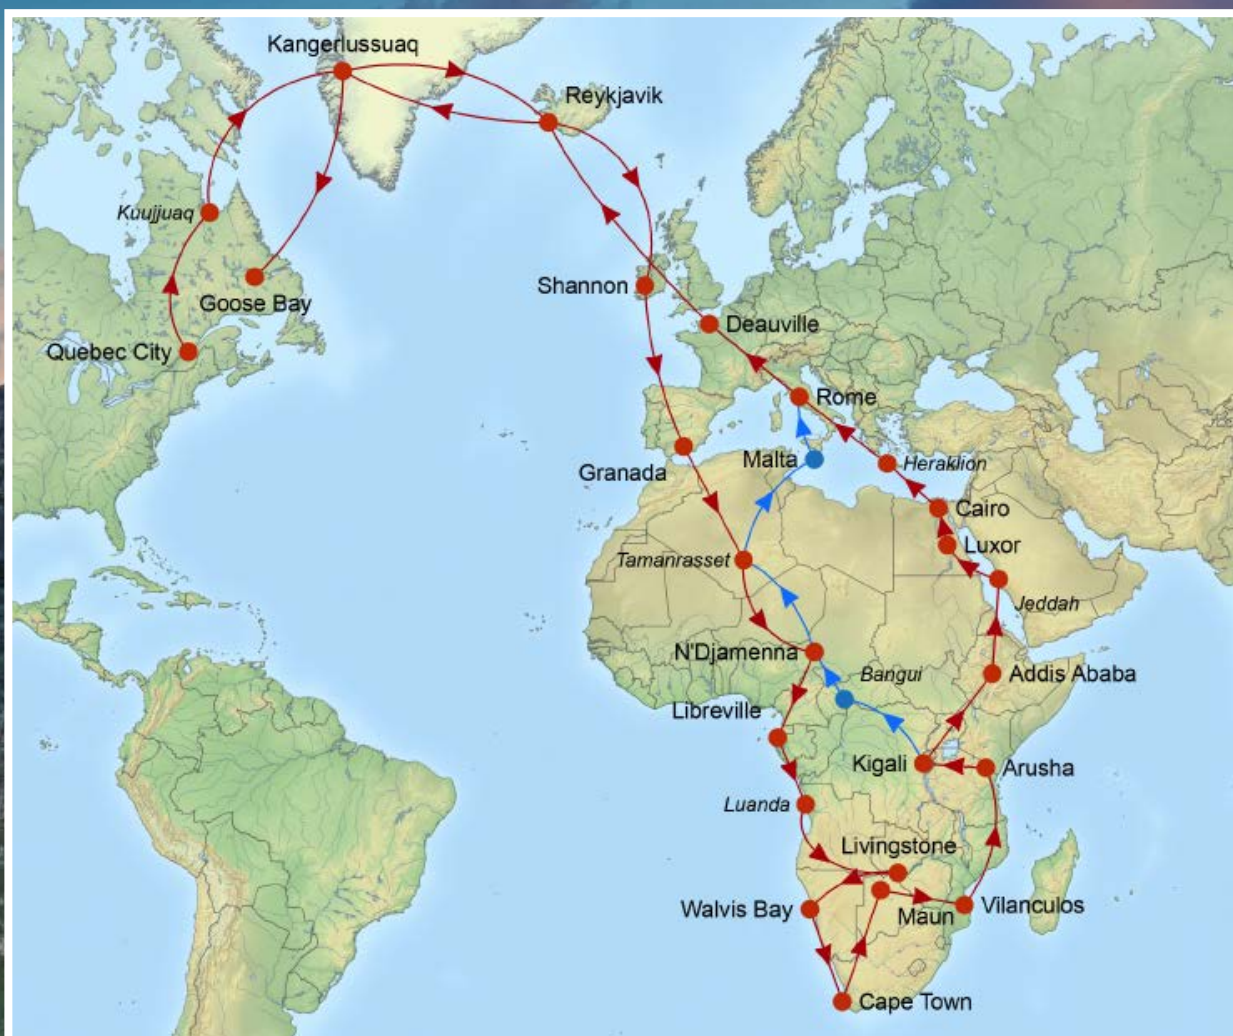 Kangerlussuaq
Reykjavik
Kuujjuaq
Goose Bay
Shannon
Quebec City
Deauville
Rome
Malta
Heraklion
Granada
Cairo
Luxor
Tamanrasset
Jeddah
N'Djamenna
Bangui
Addis Ababa
Libreville
Kigali
Arusha
Luanda
Livingstone
Walvis Bay
Maun
Vilanculos
Cape Town